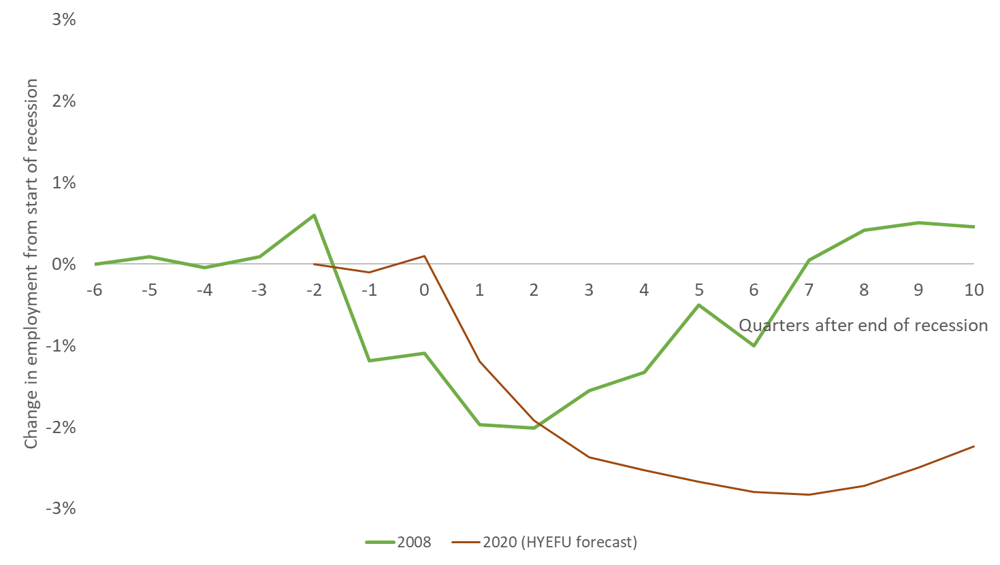 3%
2%
1%
0%
-1%
-2%
-3%
Change in employment from start of recession
-6 -5 -4 -3 -2 -1 0 1 2 3 4 5 6 7 8 9 10
Quarters after end of recession
2008 2020 (HYEFU forecast)